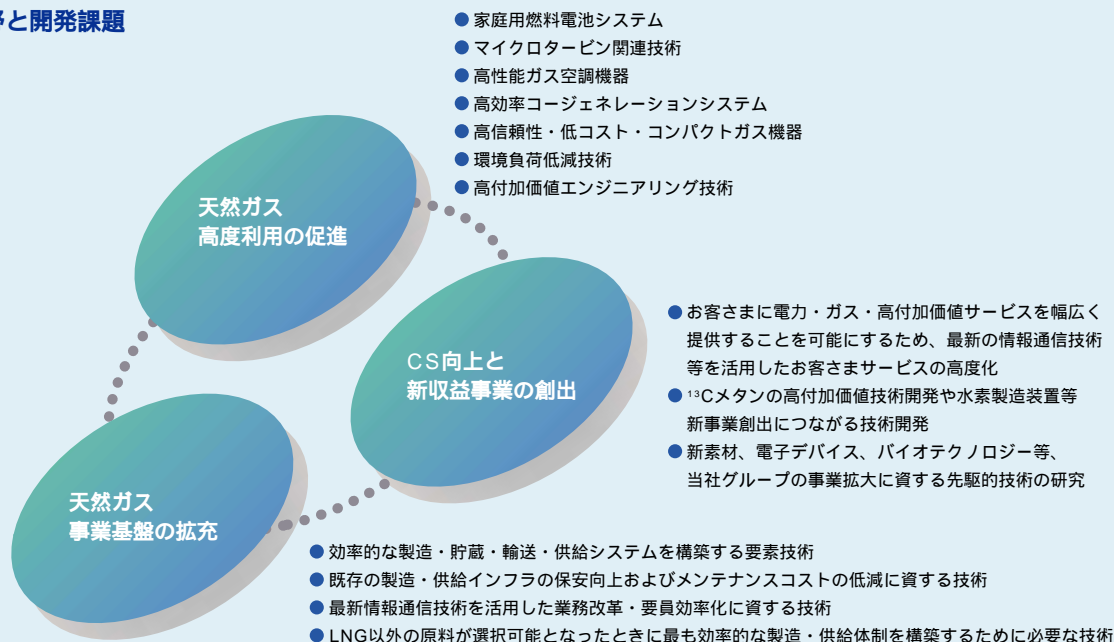 と開発課題
● 家庭用燃料電池システム
● マイクロタービン関連技術
● 高性能ガス空調機器
● 高効率コージェネレーションシステム
● 高信頼性・低コスト・コンパクトガス機器
● 環境負荷低減技術
● 高付加価値エンジニアリング技術
天然ガス
高度利用の促進
● お客さまに電力・ガス・高付加価値サービスを幅広く
提供することを可能にするため、最新の情報通信技術
等を活用したお客さまサービスの高度化
● ¹³Cメタンの高付加価値技術開発や水素製造装置等
新事業創出につながる技術開発
● 新素材、電子デバイス、バイオテクノロジー等、
当社グループの事業拡大に資する先駆的技術の研究
CS向上と
新収益事業の創出
天然ガス
事業基盤の拡充
● 効率的な製造・貯蔵・輸送・供給システムを構築する要素技術
● 既存の製造・供給インフラの保安向上およびメンテナンスコストの低減に資する技術
● 最新情報通信技術を活用した業務改革・要員効率化に資する技術
● LNG以外の原料が選択可能となったときに最も効率的な製造・供給体制を構築するために必要な技術